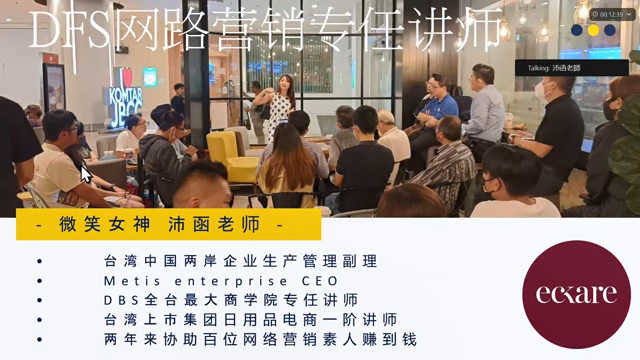 DFS网路营销专任讲师
00:12:39
Talking: 沛函老師
I
KOMTAR
JBCC
- 微笑女神 沛函老师 -
• 台湾中国两岸企业生产管理副理
• Metis enterprise CEO
• DBS全台最大商学院专任讲师
• 台湾上市集团日用品电商一阶讲师
• 两年来协助百位网络营销素人赚到钱
eckare